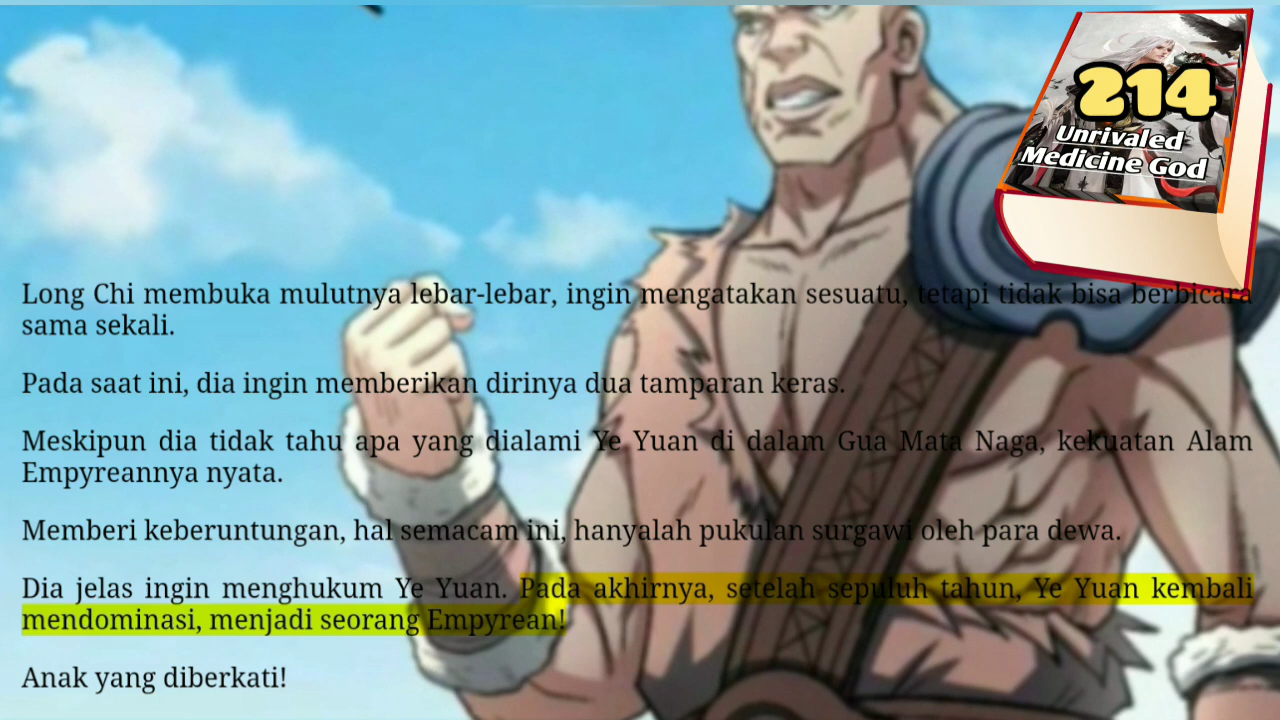 214
Unrivaled
Medicine God
Long Chi membuka mulutnya lebar-lebar, ingin mengatakan sesuatu, tetapi tidak bisa berbicara
sama sekali.
Pada saat ini, dia ingin memberikan dirinya dua tamparan keras.
Meskipun dia tidak tahu apa yang dialami Ye Yuan di dalam Gua Mata Naga, kekuatan Alam
Empyreannya nyata.
Memberi keberuntungan, hal semacam ini, hanyalah pukulan surgawi oleh para dewa.
Dia jelas ingin menghukum Ye Yuan. Pada akhirnya, setelah sepuluh tahun, Ye Yuan kembali
mendominasi, menjadi seorang Empyrean!
Anak yang diberkati!